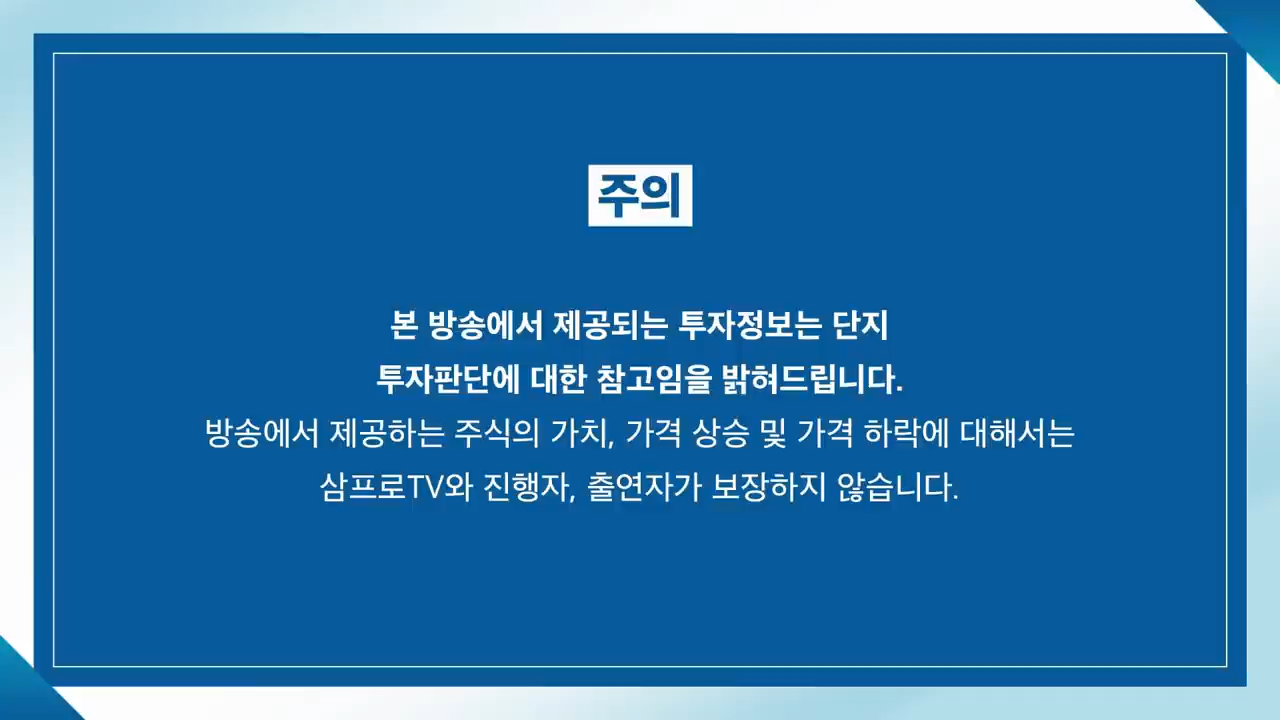 주의
본 방송에서 제공되는 투자정보는 단지
투자판단에 대한 참고임을 밝혀드립니다.
방송에서 제공하는 주식의 가치, 가격 상승 및 가격 하락에 대해서는
삼프로TV와 진행자, 출연자가 보장하지 않습니다.